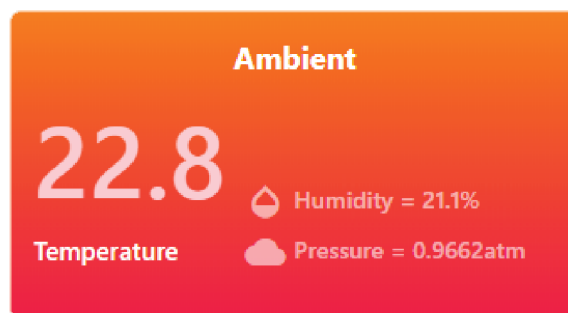 Ambient
22.8
Humidity = 21.1%
Temperature
Pressure = 0.9662atm